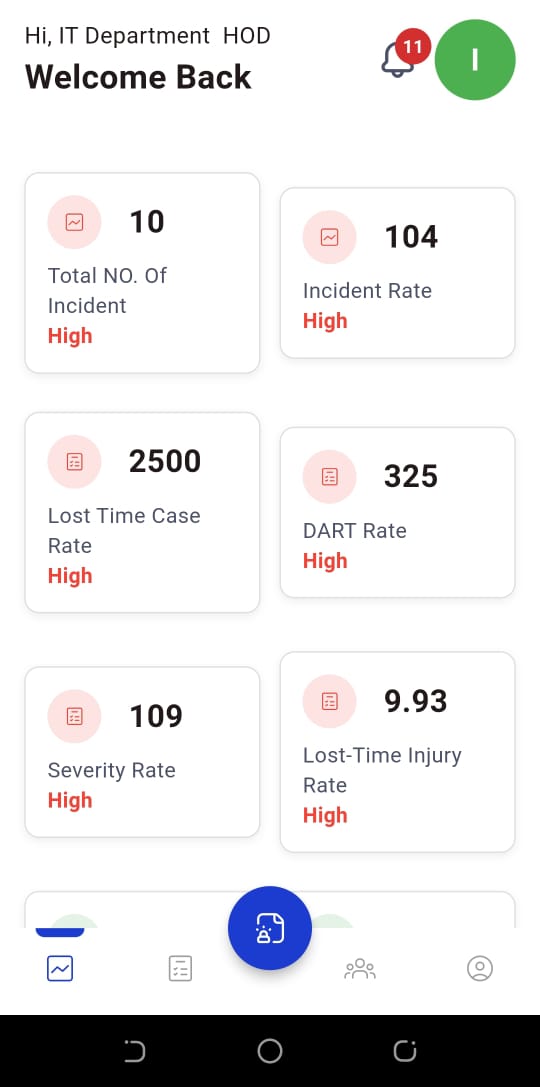 Hi, IT Department  HOD
Welcome Back
11
I
10
Total NO. Of
Incident
High
104
Incident Rate
High
2500
Lost Time Case
Rate
High
325
DART Rate
High
109
Severity Rate
High
9.93
Lost-Time Injury
Rate
High